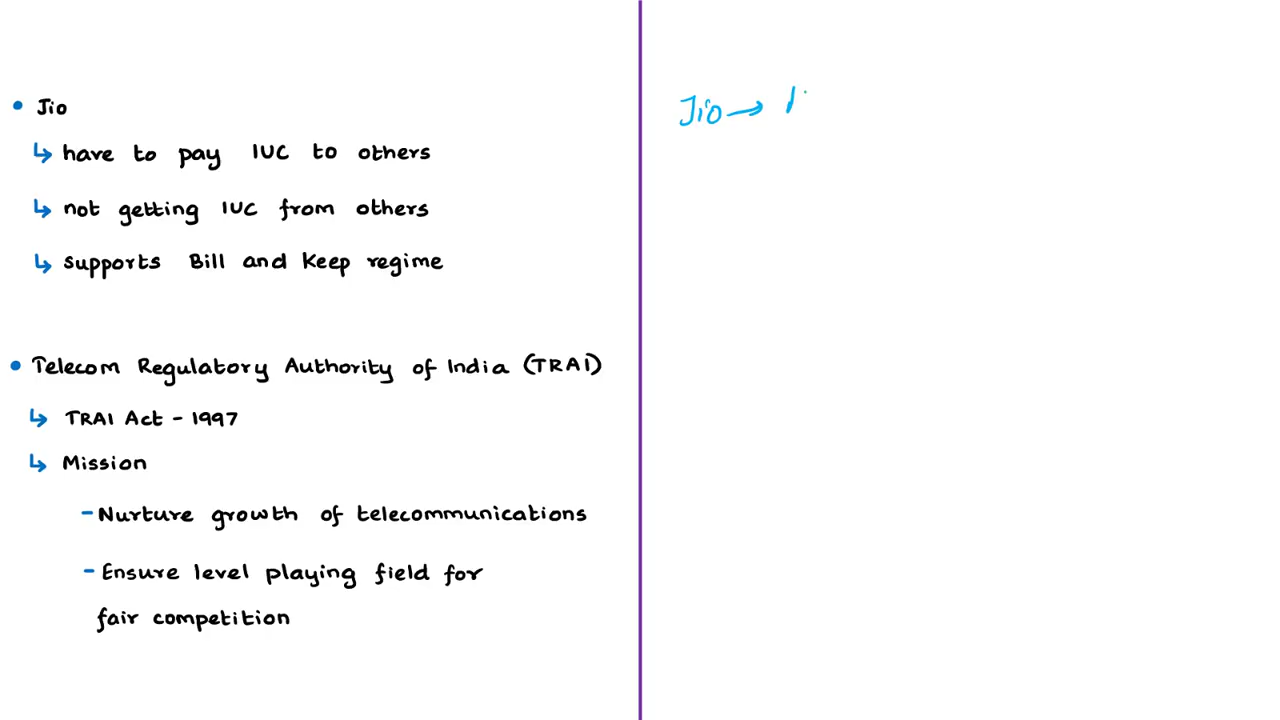 • Jio
↳ have to pay IUC to others
↳ not getting IUC from others
↳ supports Bill and Keep regime
• Telecom Regulatory Authority of India (TRAI)
↳ TRAI Act - 1997
↳ Mission
- Nurture growth of telecommunications
- Ensure level playing field for
fair competition
Jio →